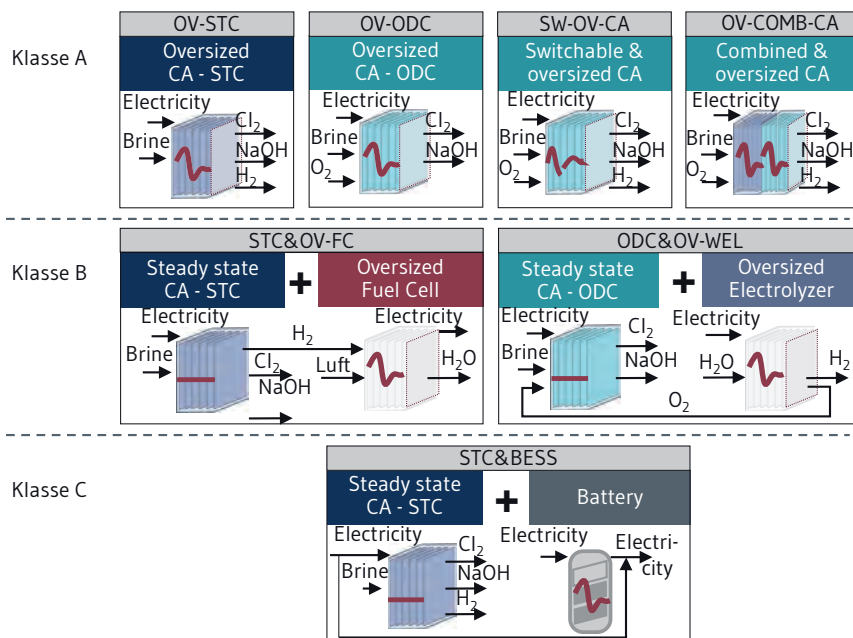 Klasse A
OV-STC
Oversized
CA - STC
Electricity
Brine
Cl2
NaOH
H2
OV-ODC
Oversized
CA - ODC
Electricity
Brine
O2
Cl2
NaOH
SW-OV-CA
Switchable &
oversized CA
Electricity
Brine
O2
Cl2
NaOH
H2
OV-COMB-CA
Combined &
oversized CA
Electricity
Brine
O2
Cl2
NaOH
H2
Klasse B
STC&OV-FC
Steady state
CA - STC
+
Oversized
Fuel Cell
Electricity
Brine
H2
Cl2
NaOH
Luft
Electricity
H2O
ODC&OV-WEL
Steady state
CA - ODC
+
Oversized
Electrolyzer
Electricity
Brine
Cl2
NaOH
Electricity
H2O
H2
O2
Klasse C
STC&BESS
Steady state
CA - STC
+
Battery
Electricity
Brine
Cl2
NaOH
H2
Electricity
Electri-
city